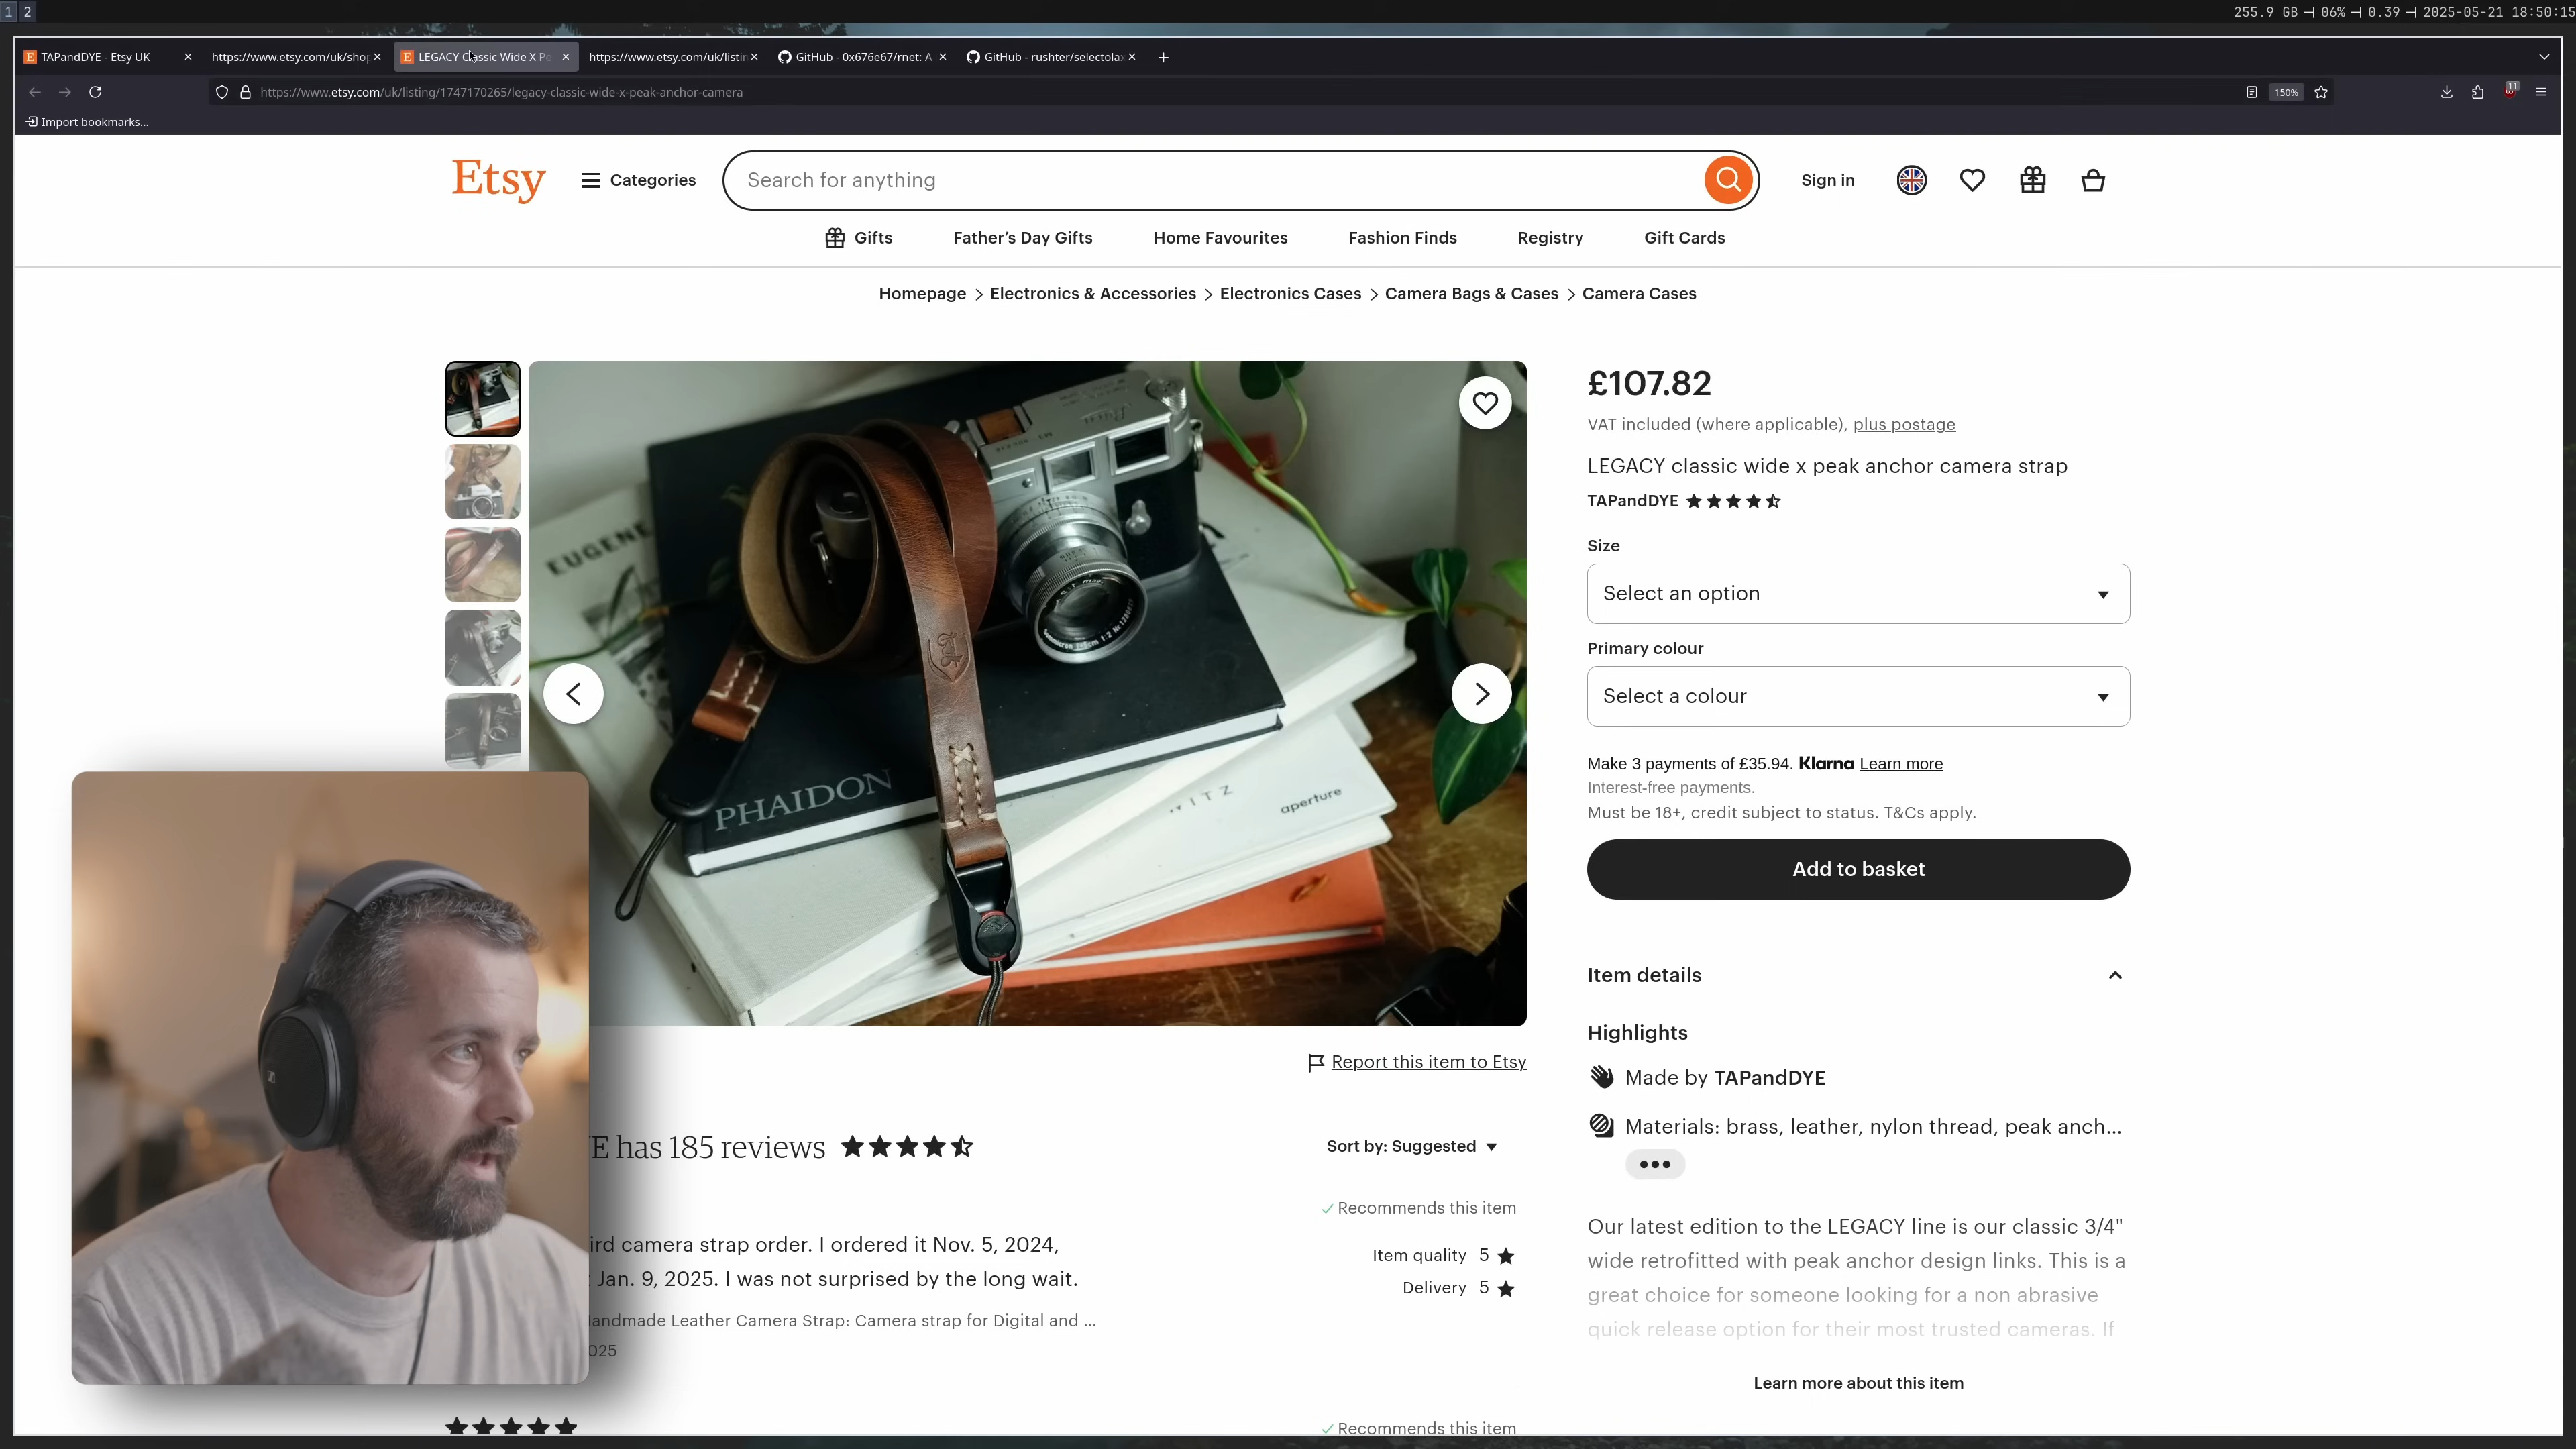 1 2
255.9 GB ⊣ 06% ⊣ 0.39 ⊣ 2025-05-21 18:50:15
TAPandDYE - Etsy UK
https://www.etsy.com/uk/shop
LEGACY Classic Wide X Pe
https://www.etsy.com/uk/listin
GitHub - 0x676e67/rnet: A
GitHub - rushter/selectolax
https://www.etsy.com/uk/listing/1747170265/legacy-classic-wide-x-peak-anchor-camera
150%
11
Import bookmarks...
Etsy
Categories
Search for anything
Sign in
Gifts
Father's Day Gifts
Home Favourites
Fashion Finds
Registry
Gift Cards
Homepage > Electronics & Accessories > Electronics Cases > Camera Bags & Cases > Camera Cases
EUGENE
PHAIDON
aperture
£107.82
VAT included (where applicable), plus postage
LEGACY classic wide x peak anchor camera strap
TAPandDYE
Size
Select an option
Primary colour
Select a colour
Make 3 payments of £35.94. Klarna Learn more
Interest-free payments.
Must be 18+, credit subject to status. T&Cs apply.
Add to basket
Item details
Highlights
Made by TAPandDYE
Materials: brass, leather, nylon thread, peak anch...
Our latest edition to the LEGACY line is our classic 3/4"
wide retrofitted with peak anchor design links. This is a
great choice for someone looking for a non abrasive
quick release option for their most trusted cameras. If
Learn more about this item
Report this item to Etsy
E has 185 reviews
Sort by: Suggested
Recommends this item
ird camera strap order. I ordered it Nov. 5, 2024,
Jan. 9, 2025. I was not surprised by the long wait.
Item quality 5
Delivery 5
andmade Leather Camera Strap: Camera strap for Digital and ...
025
Recommends this item